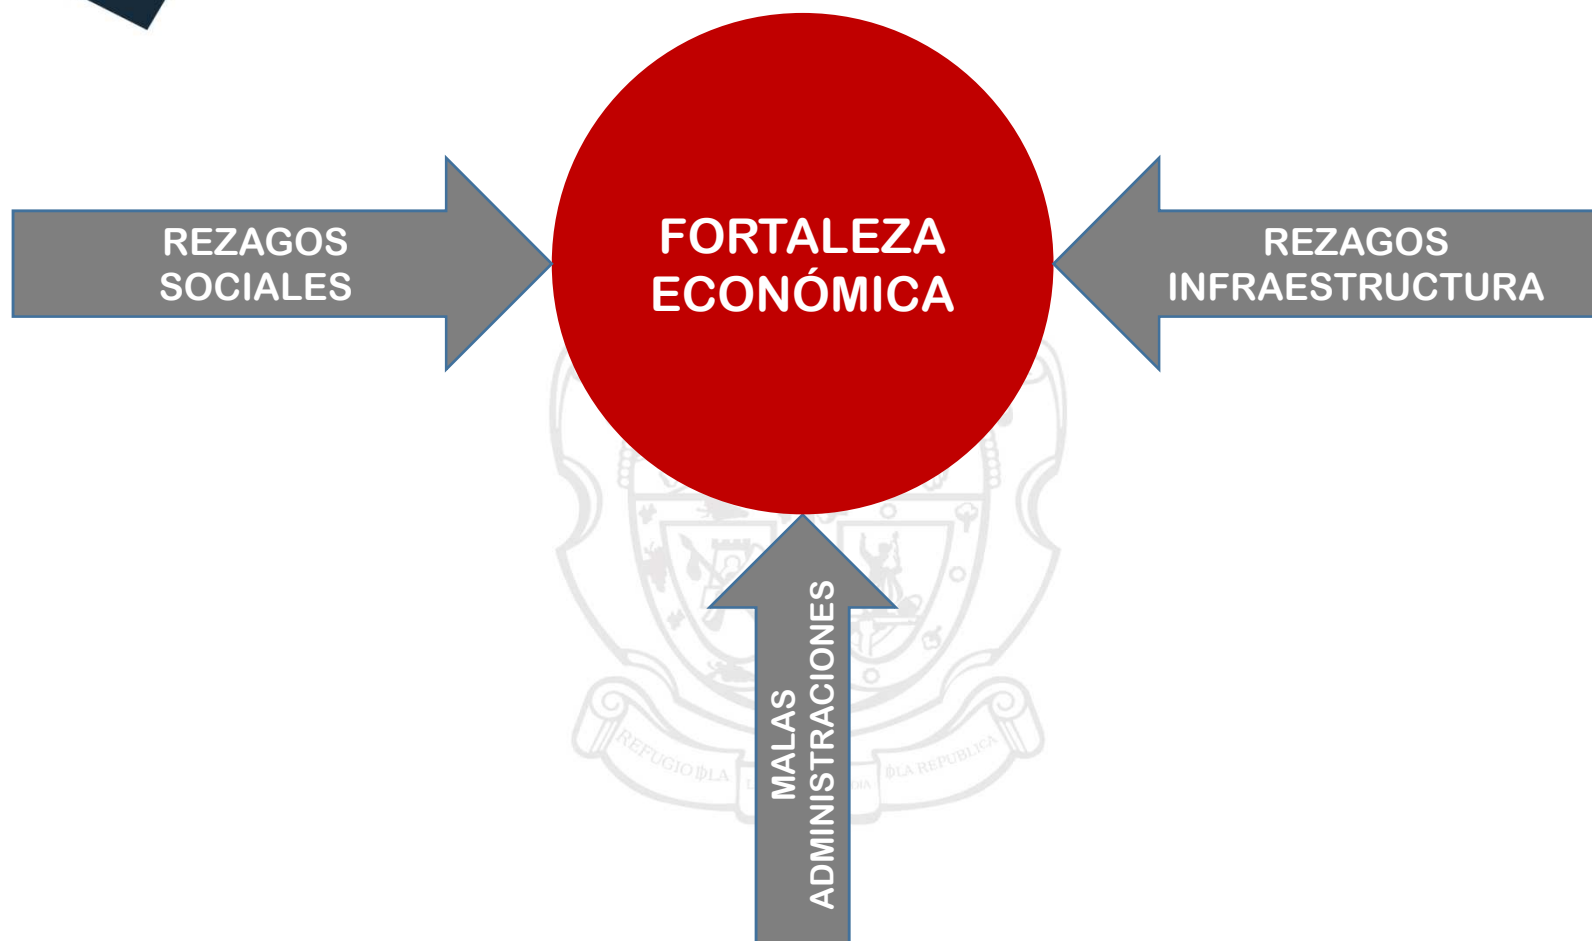 FORTALEZA
ECONÓMICA
REZAGOS
SOCIALES
REZAGOS
INFRAESTRUCTURA
MALAS
ADMINISTRACIONES
REFUGIO DLA
DLA REPUBLICA